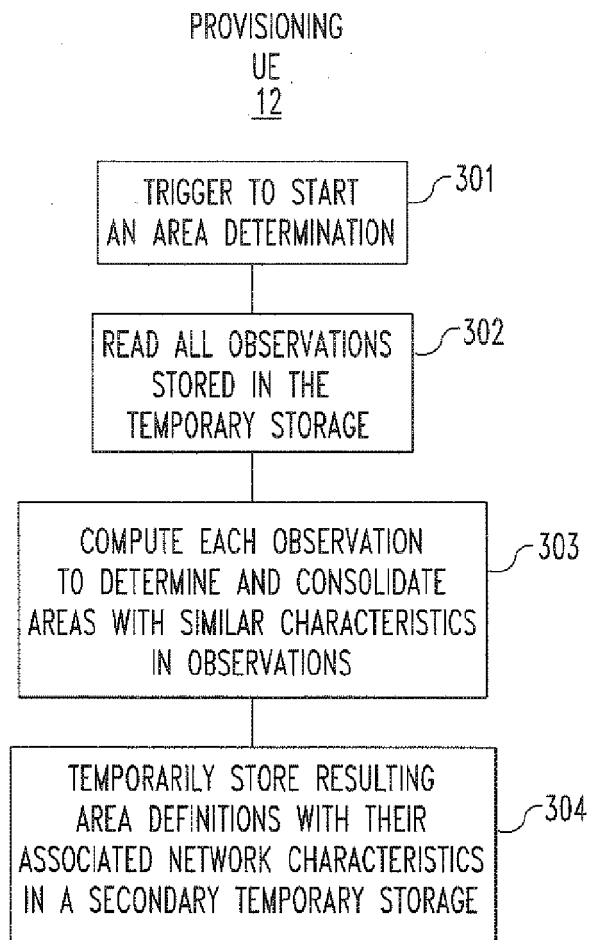 PROVISIONING
UE
12
TRIGGER TO START
AN AREA DETERMINATION
301
READ ALL OBSERVATIONS
STORED IN THE
TEMPORARY STORAGE
302
COMPUTE EACH OBSERVATION
TO DETERMINE AND CONSOLIDATE
AREAS WITH SIMILAR CHARACTERISTICS
IN OBSERVATIONS
303
TEMPORARILY STORE RESULTING
AREA DEFINITIONS WITH THEIR
ASSOCIATED NETWORK CHARACTERISTICS
IN A SECONDARY TEMPORARY STORAGE
304